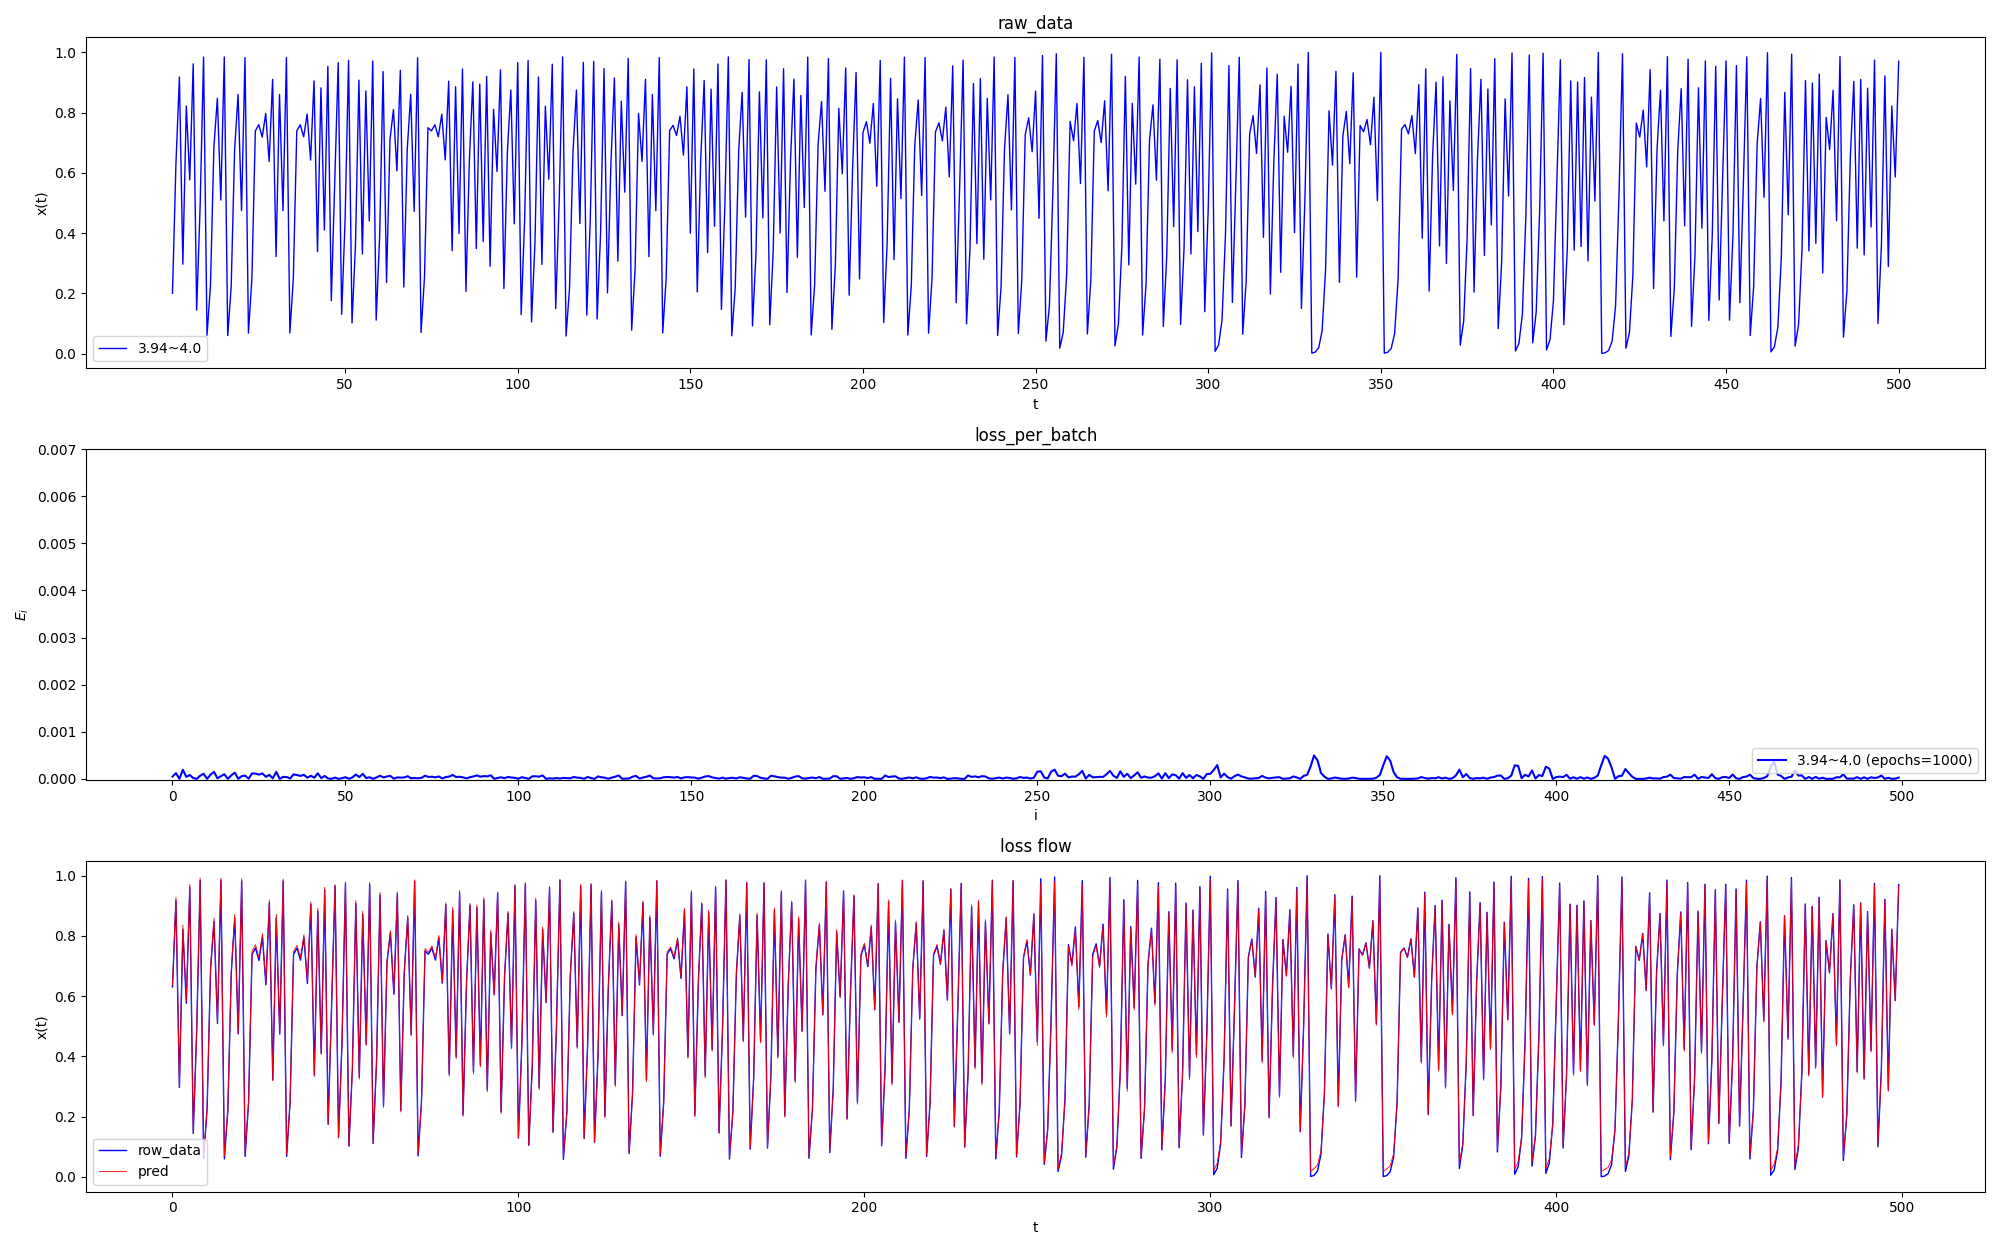 raw_data
1.0
0.8
0.6
0.4
0.2
0.0
x(t)
3.94~4.0
50 100 150 200 250 300 350 400 450 500
t
loss_per_batch
0.007
0.006
0.005
0.004
0.003
0.002
0.001
0.000
E_i
3.94~4.0 (epochs=1000)
0 50 100 150 200 250 300 350 400 450 500
i
loss flow
1.0
0.8
0.6
0.4
0.2
0.0
x(t)
row_data
pred
0 100 200 300 400 500
t